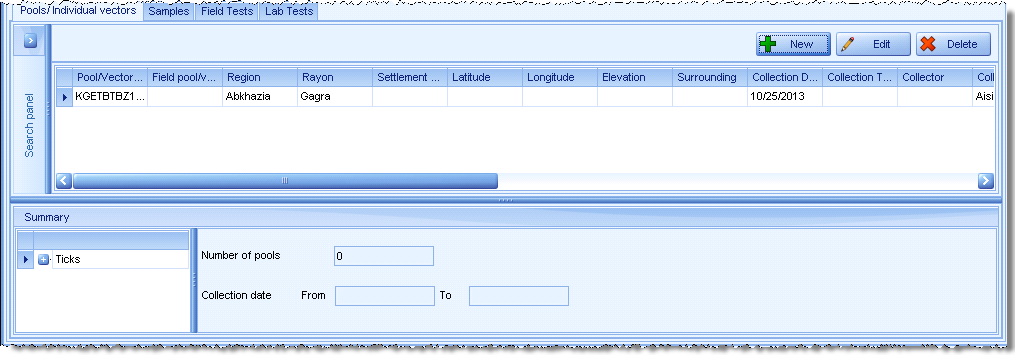 Pools/Individual vectors Samples Field Tests Lab Tests
New Edit Delete
Search panel
Pool/Vector... Field pool/v... Region Rayon Settlement ... Latitude Longitude Elevation Surrounding Collection D... Collection T... Collector Coll
KGETBTBZ1... Abkhazia Gagra 10/25/2013 Aisi
Summary
Ticks
Number of pools 0
Collection date From To